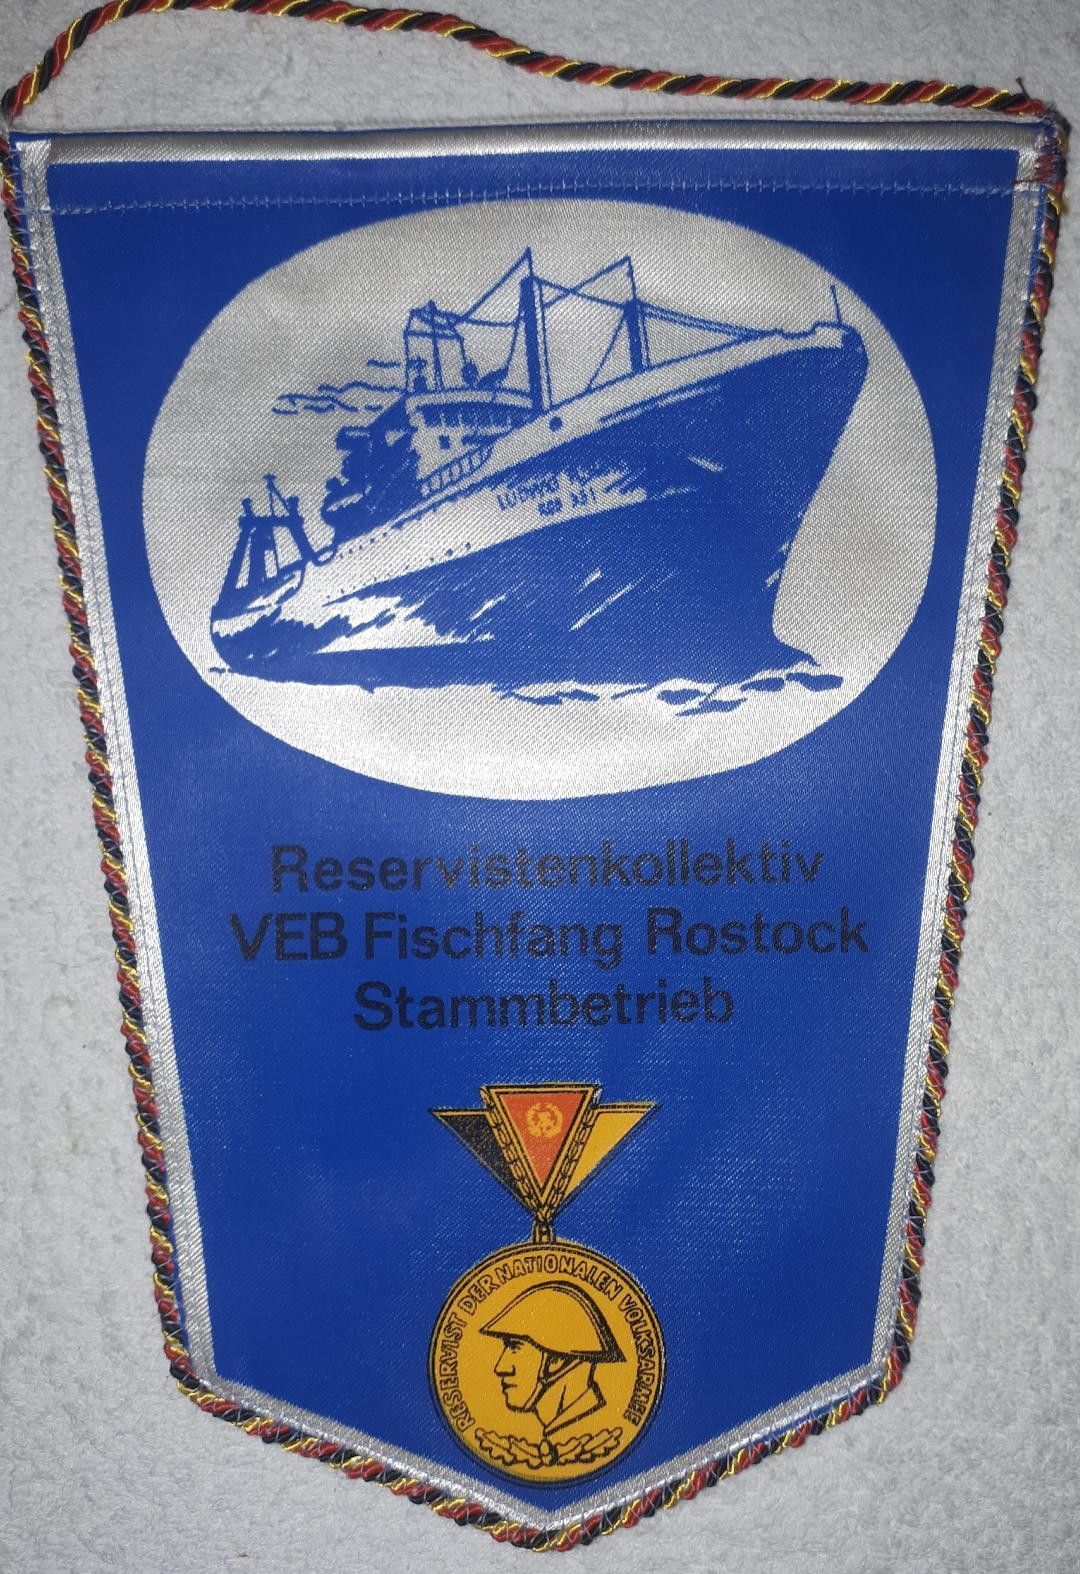 Reservistenkollektiv
VEB Fischfang Rostock
Stammbetrieb
RESERVIST DER NATIONALEN VOLKSARMEE